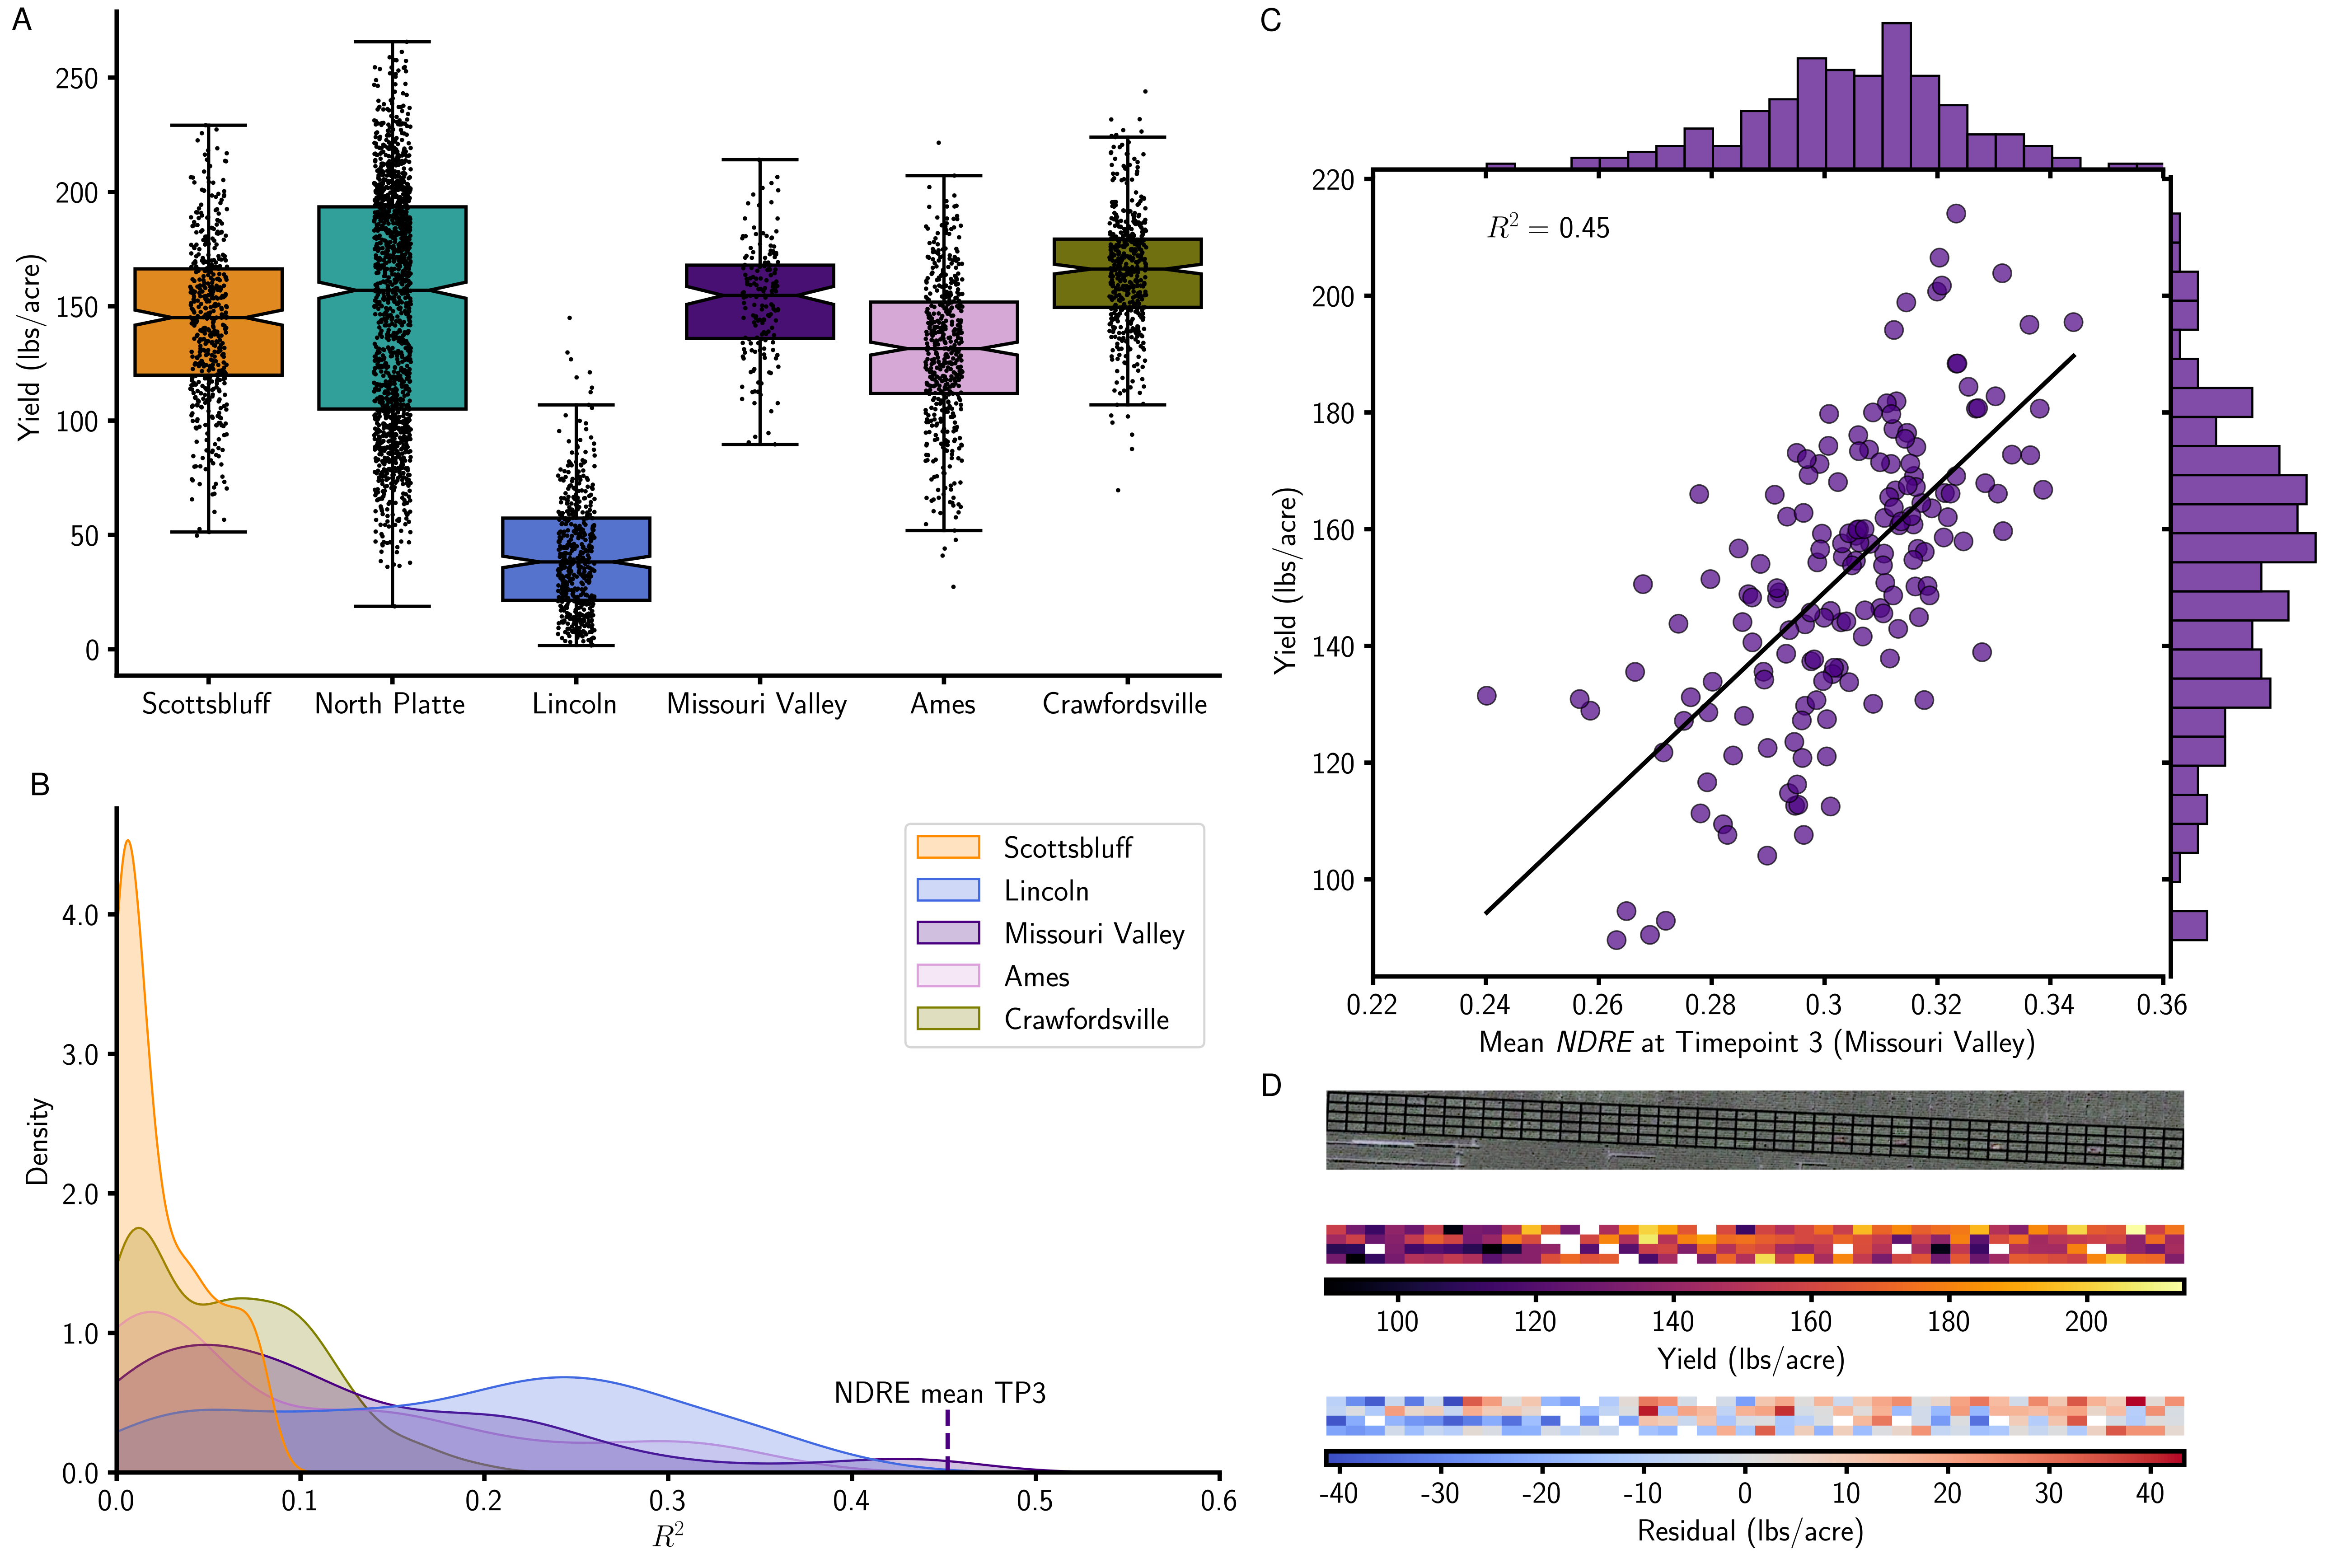 A
Yield (lbs/acre)
250
200
150
100
50
0
Scottsbluff North Platte Lincoln Missouri Valley Ames Crawfordsville
B
Density
4.0
3.0
2.0
1.0
0.0
Scottsbluff
Lincoln
Missouri Valley
Ames
Crawfordsville
NDRE mean TP3
0.0 0.1 0.2 0.3 0.4 0.5 0.6
R²
C
R² = 0.45
Yield (lbs/acre)
220
200
180
160
140
120
100
0.22 0.24 0.26 0.28 0.3 0.32 0.34 0.36
Mean NDRE at Timepoint 3 (Missouri Valley)
D
100 120 140 160 180 200
Yield (lbs/acre)
-40 -30 -20 -10 0 10 20 30 40
Residual (lbs/acre)